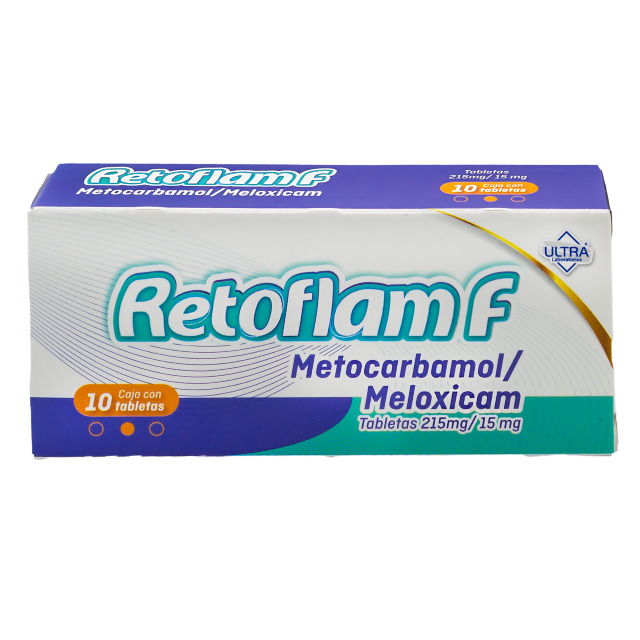 Retoflam F
Metocarbamol/Meloxicam
Tabletas
215mg/ 15 mg
10 Caja con
tabletas
ULTRA
Laboratorios
Retoflam F
Metocarbamol/
Meloxicam
Tabletas 215mg/ 15 mg
10 Caja con
tabletas